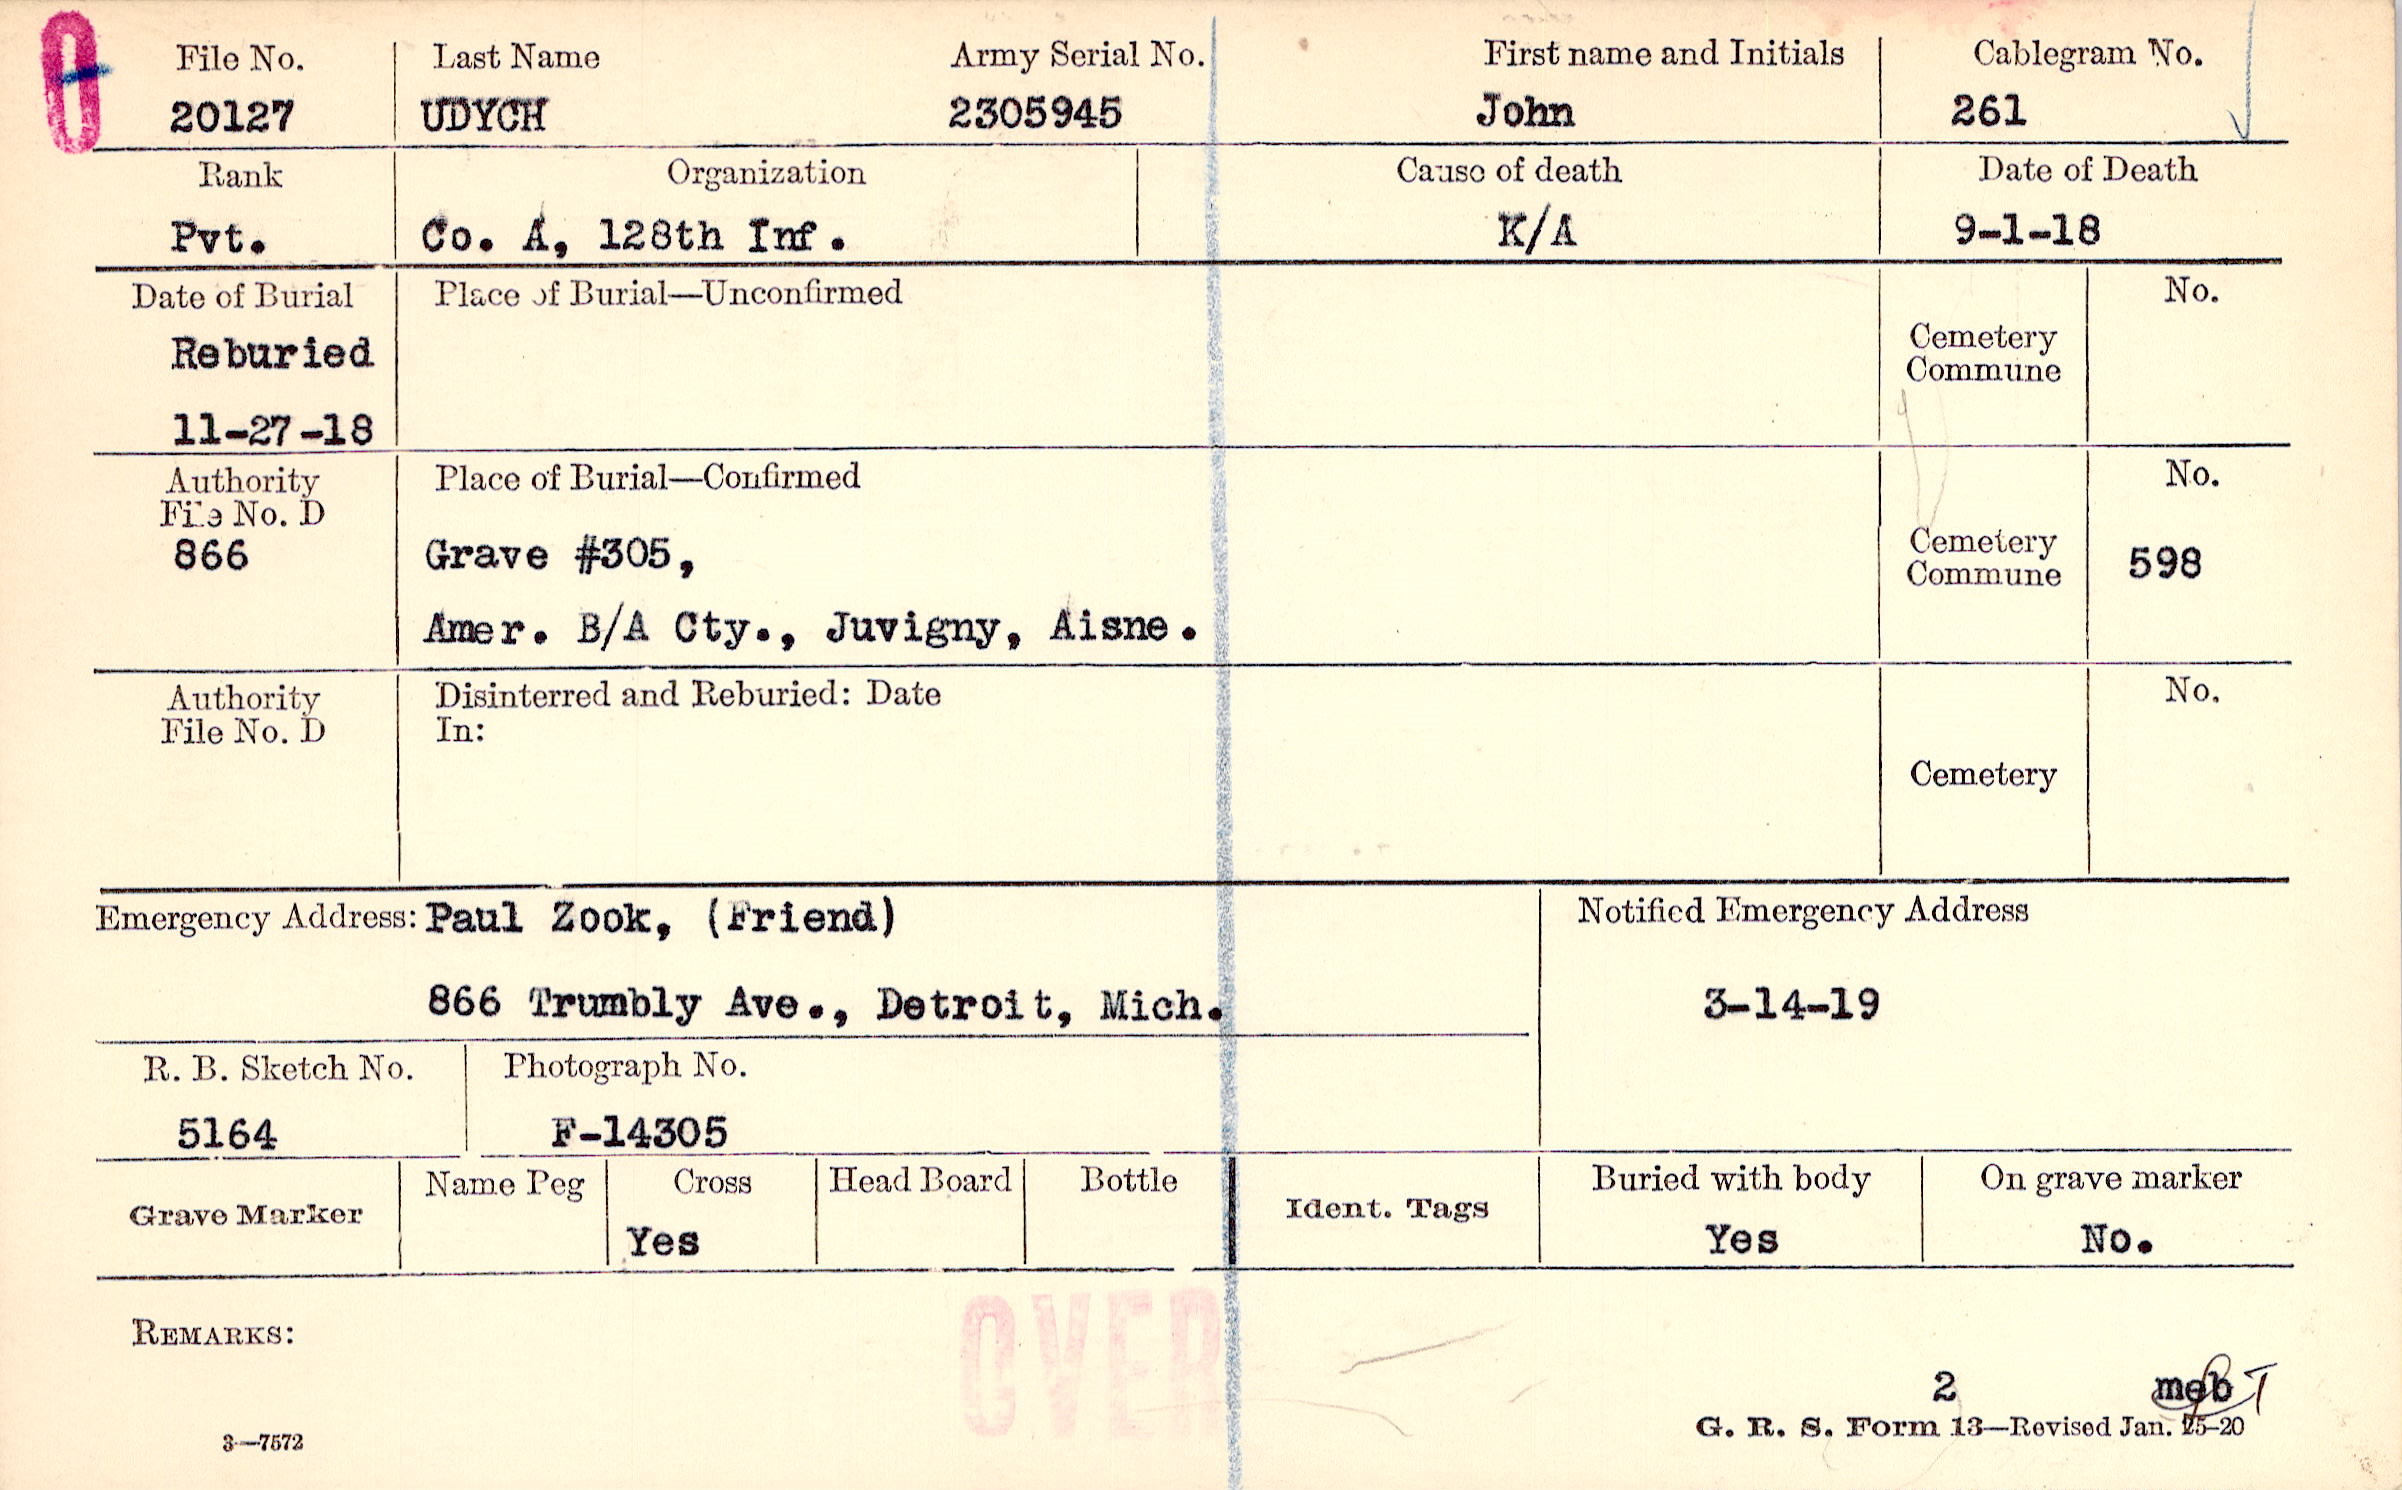 File No. Last Name Army Serial No. First name and Initials Cablegram No.
20127 UDYCH 2305945 John 261
Rank Organization Cause of death Date of Death
Pvt. Co. A, 128th Inf. K/A 9-1-18
Date of Burial Place of Burial—Unconfirmed No.
Reburied Cemetery
Commune
11-27-18
Authority Place of Burial—Confirmed No.
File No. D
866 Grave #305, Cemetery
Commune 598
Amer. B/A Cty., Juvigny, Aisne.
Authority Disinterred and Reburied: Date No.
File No. D In:
Cemetery
Emergency Address: Paul Zook, (Friend) Notified Emergency Address
866 Trumbly Ave., Detroit, Mich. 3-14-19
R. B. Sketch No. Photograph No.
5164 F-14305
Grave Marker Name Peg Cross Head Board Bottle Ident. Tags Buried with body On grave marker
Yes Yes No.
OVER
REMARKS:
2 meb
G. R. S. Form 13—Revised Jan. 25-20
3—7572